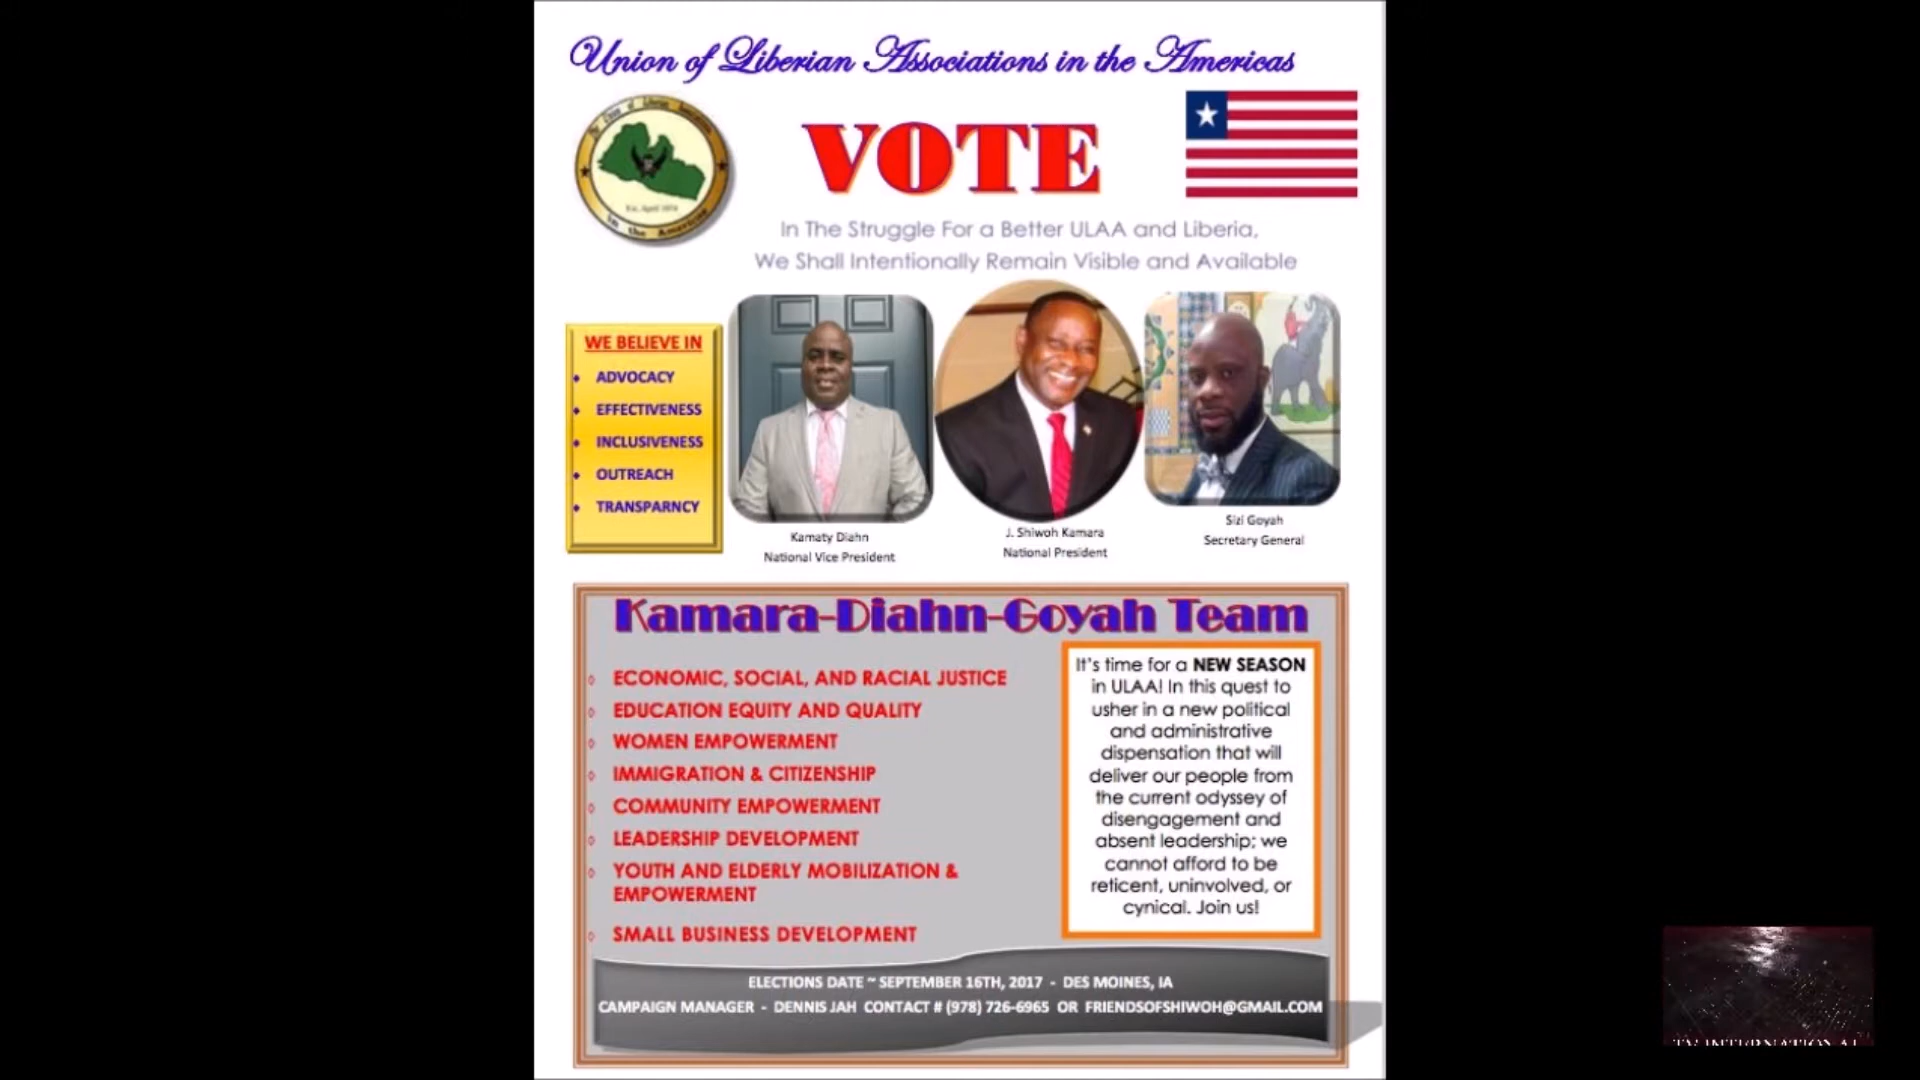 Union of Liberian Associations in the Americas
VOTE
In The Struggle For a Better ULAA and Liberia,
We Shall Intentionally Remain Visible and Available
in the Americas
WE BELIEVE IN
ADVOCACY
EFFECTIVENESS
INCLUSIVENESS
OUTREACH
TRANSPARNCY
Kamaty Diahn
National Vice President
J. Shiwoh Kamara
National President
Sizi Goyah
Secretary General
Kamara-Diahn-Goyah Team
ECONOMIC, SOCIAL, AND RACIAL JUSTICE
EDUCATION EQUITY AND QUALITY
WOMEN EMPOWERMENT
IMMIGRATION & CITIZENSHIP
COMMUNITY EMPOWERMENT
LEADERSHIP DEVELOPMENT
YOUTH AND ELDERLY MOBILIZATION &
EMPOWERMENT
SMALL BUSINESS DEVELOPMENT
It's time for a NEW SEASON
in ULAA! In this quest to
usher in a new political
and administrative
dispensation that will
deliver our people from
the current odyssey of
disengagement and
absent leadership; we
cannot afford to be
reticent, uninvolved, or
cynical. Join us!
ELECTIONS DATE ~ SEPTEMBER 16TH, 2017 - DES MOINES, IA
CAMPAIGN MANAGER - DENNIS JAH CONTACT # (978) 726-6965 OR FRIENDSOFSHIWOH@GMAIL.COM
TV INTERNATIONAL